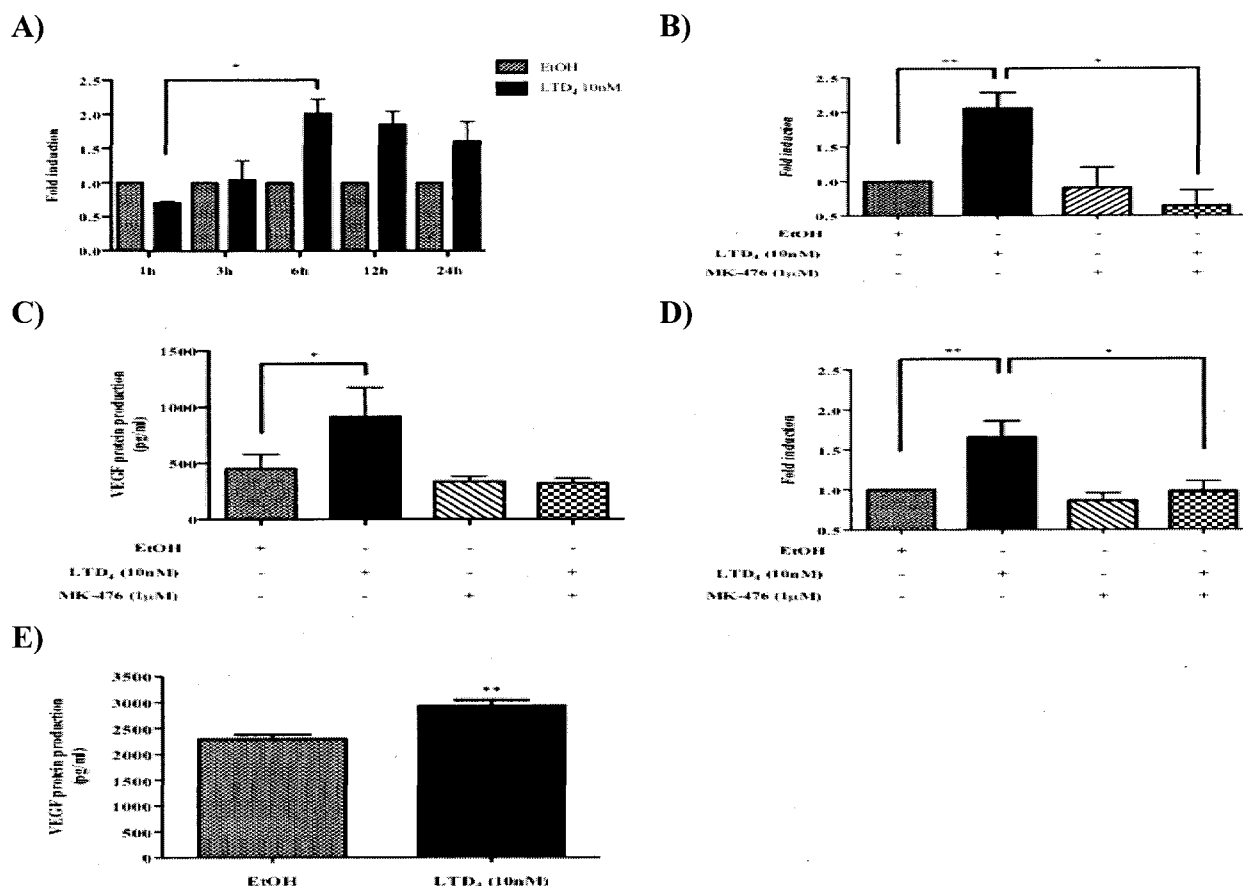 A)
*
EtOH
LTD₄ 10nM
Fold induction
2.5
2.0
1.5
1.0
0.5
0.0
1h 3h 6h 12h 24h
B)
** *
Fold induction
2.5
2.0
1.5
1.0
0.5
EtOH + - - -
LTD₄ (10nM) - + - +
MK-476 (1µM) - - + +
C)
*
VEGF protein production
(pg/ml)
1500
1000
500
0
EtOH + - - -
LTD₄ (10nM) - + - +
MK-476 (1µM) - - + +
D)
** *
Fold induction
2.5
2.0
1.5
1.0
0.5
EtOH + - - -
LTD₄ (10nM) - + - +
MK-476 (1µM) - - + +
E)
**
VEGF protein production
(pg/ml)
3500
3000
2500
2000
1500
1000
500
0
EtOH LTD₄ (10nM)